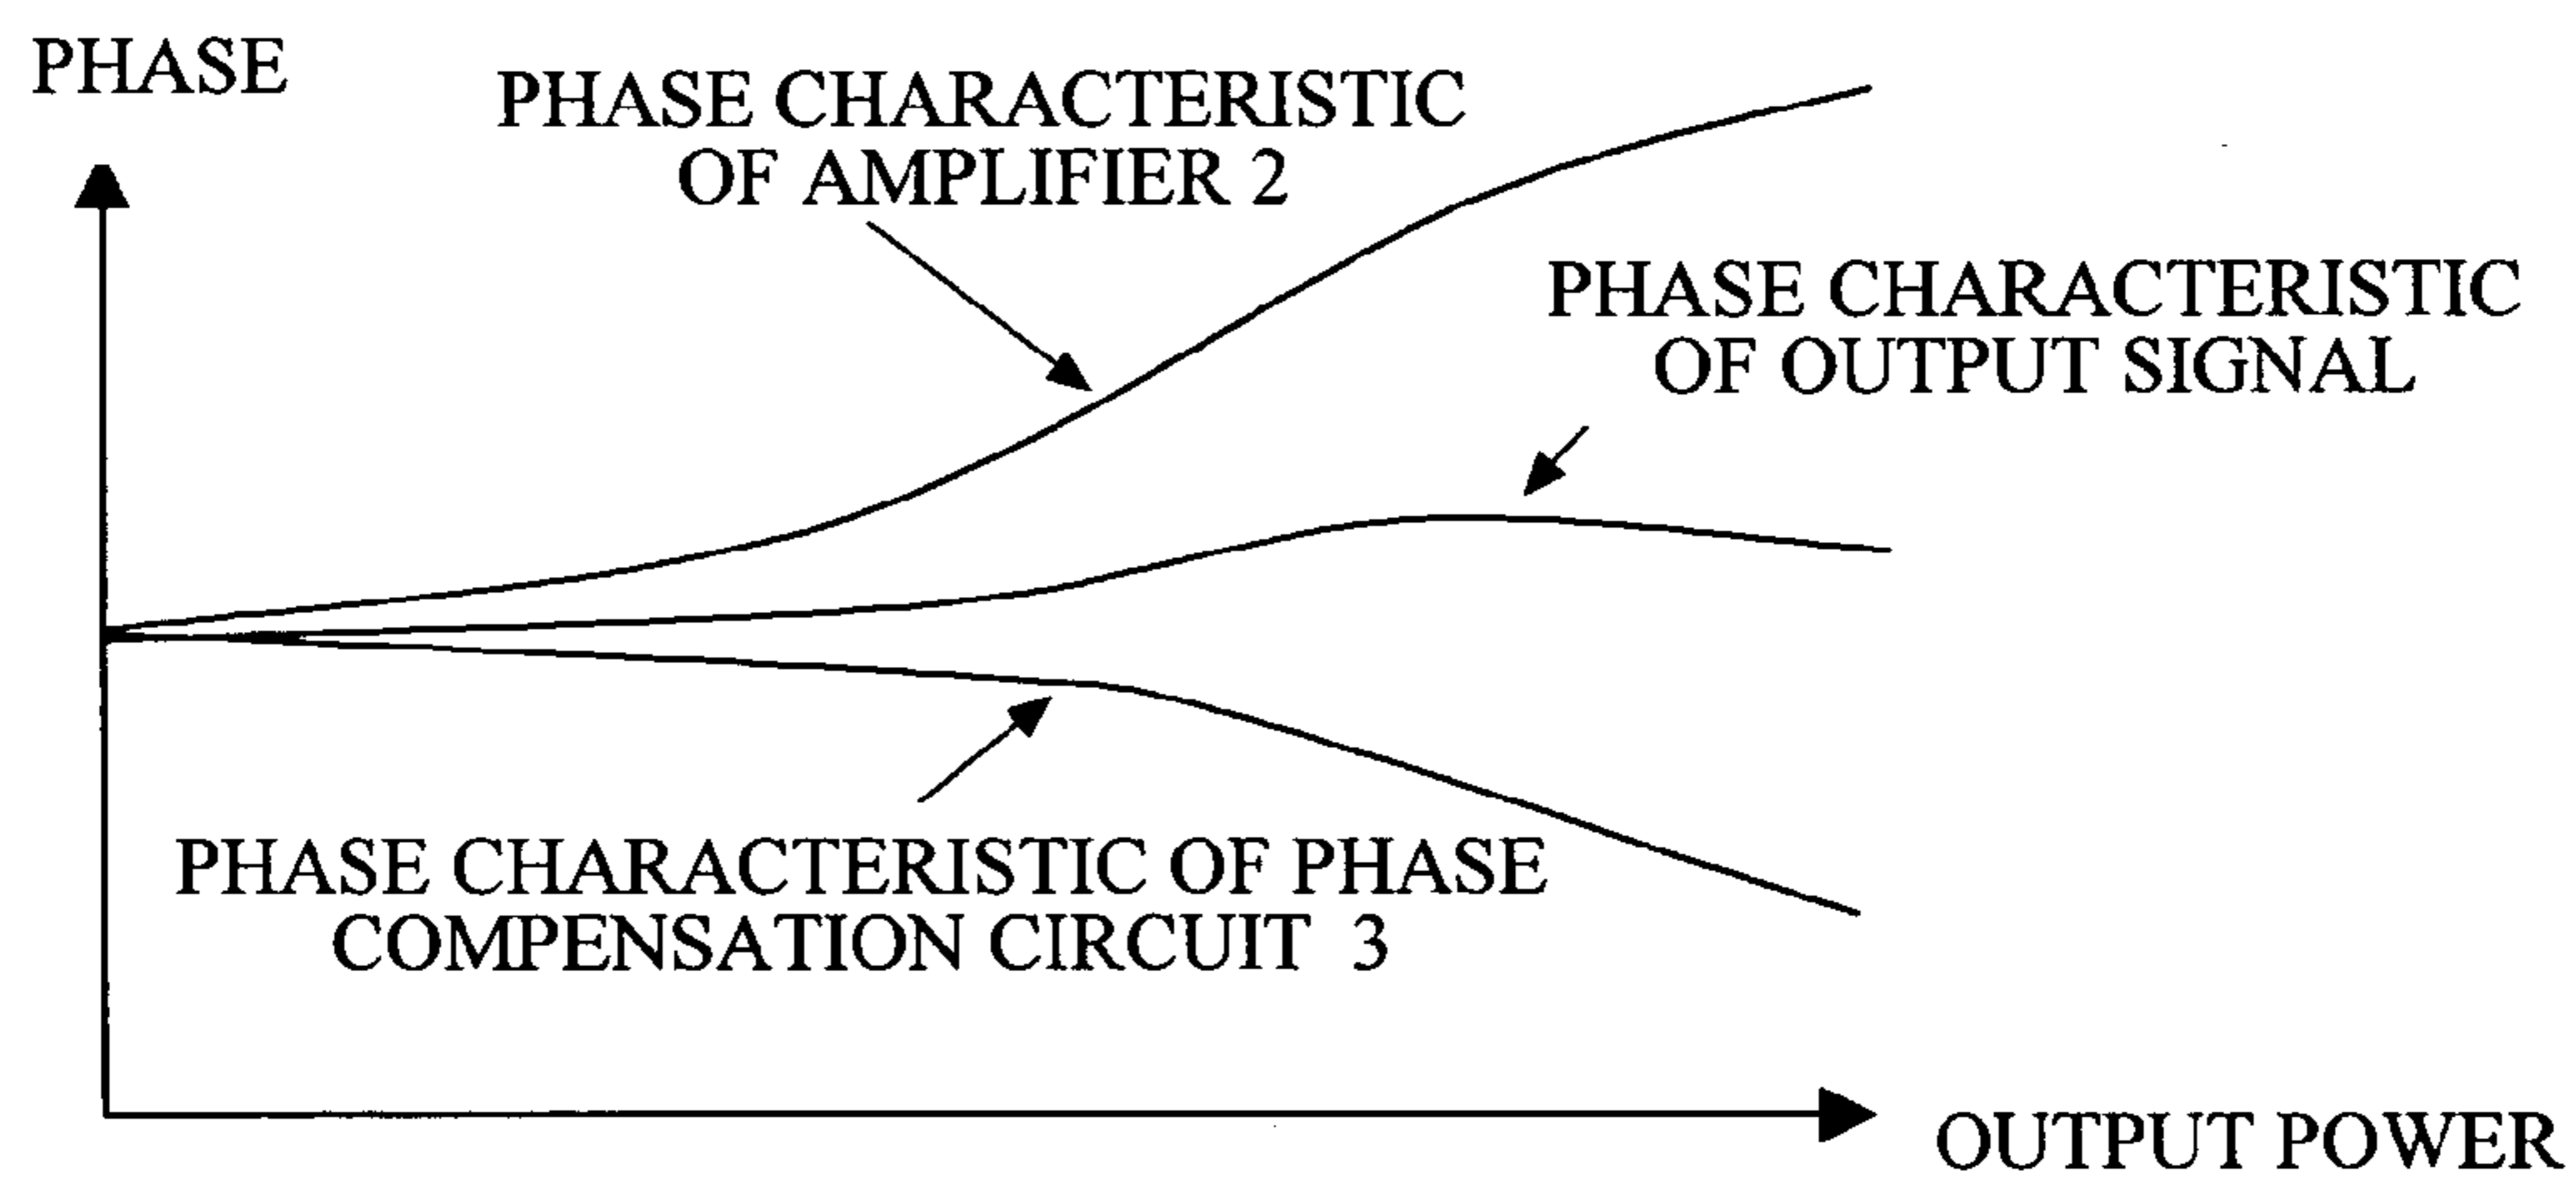 PHASE
PHASE CHARACTERISTIC
OF AMPLIFIER 2
PHASE CHARACTERISTIC
OF OUTPUT SIGNAL
PHASE CHARACTERISTIC OF PHASE
COMPENSATION CIRCUIT 3
OUTPUT POWER